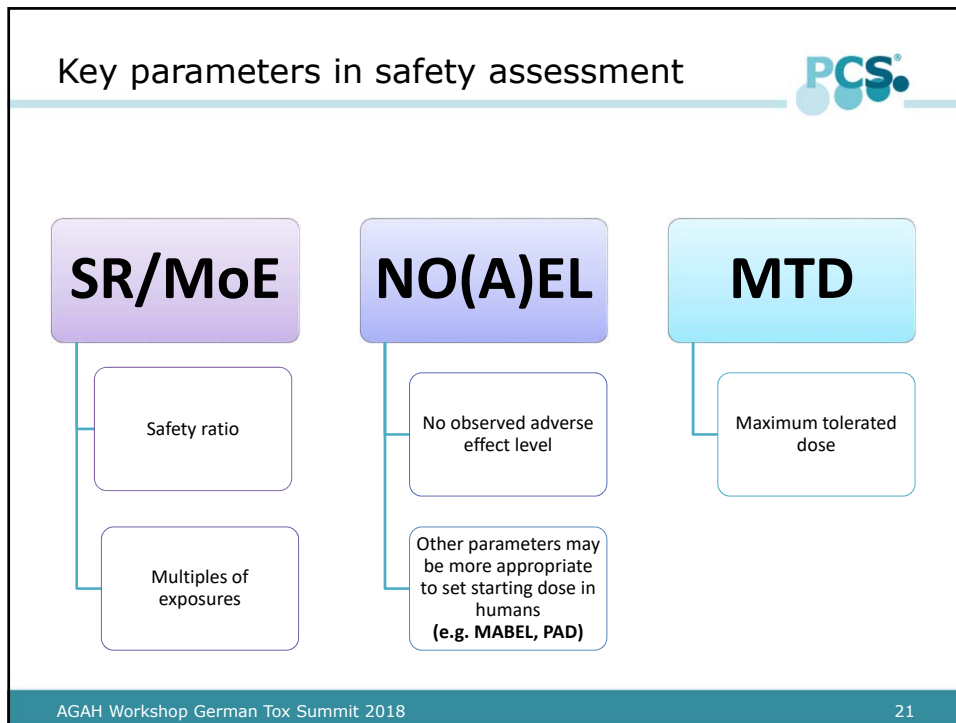 Key parameters in safety assessment
PCS®
SR/MoE
Safety ratio
Multiples of
exposures
NO(A)EL
No observed adverse
effect level
Other parameters may
be more appropriate
to set starting dose in
humans
(e.g. MABEL, PAD)
MTD
Maximum tolerated
dose
AGAH Workshop German Tox Summit 2018
21